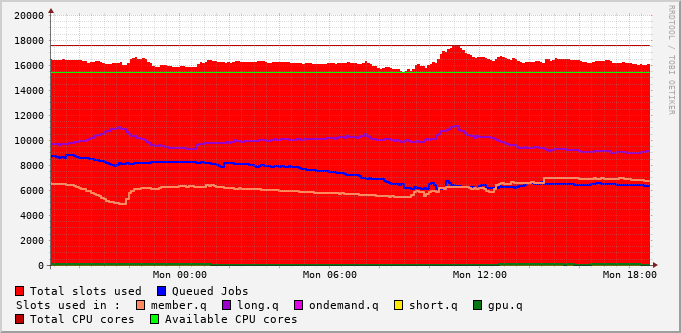 20000
18000
16000
14000
12000
10000
8000
6000
4000
2000
0
Mon 00:00 Mon 06:00 Mon 12:00 Mon 18:00
RRDTOOL / TOBI OETIKER
Total slots used Queued Jobs
Slots used in : member.q long.q ondemand.q short.q gpu.q
Total CPU cores Available CPU cores